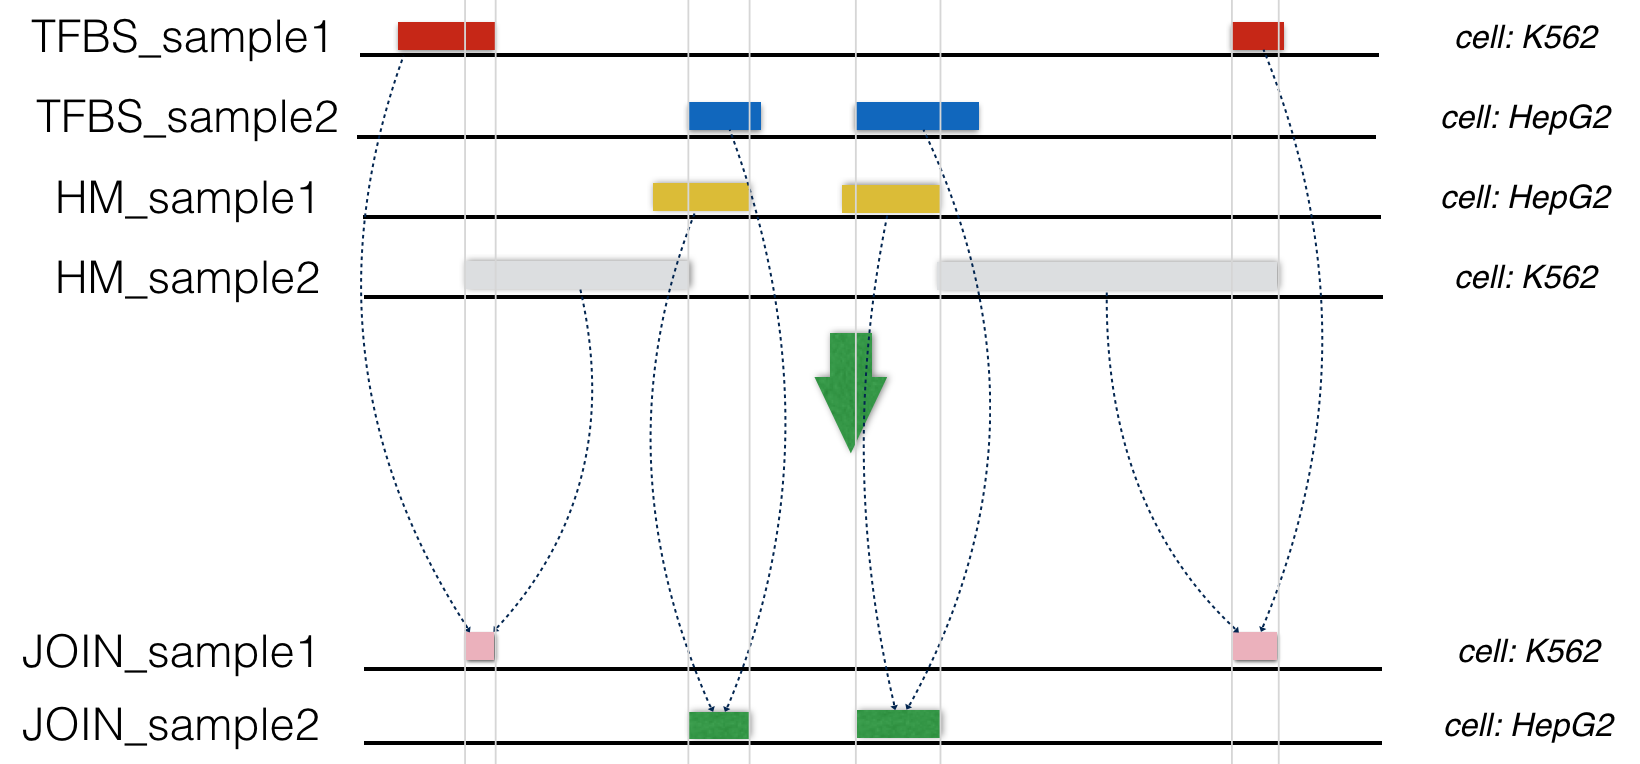 TFBS_sample1 cell: K562
TFBS_sample2 cell: HepG2
HM_sample1 cell: HepG2
HM_sample2 cell: K562
JOIN_sample1 cell: K562
JOIN_sample2 cell: HepG2